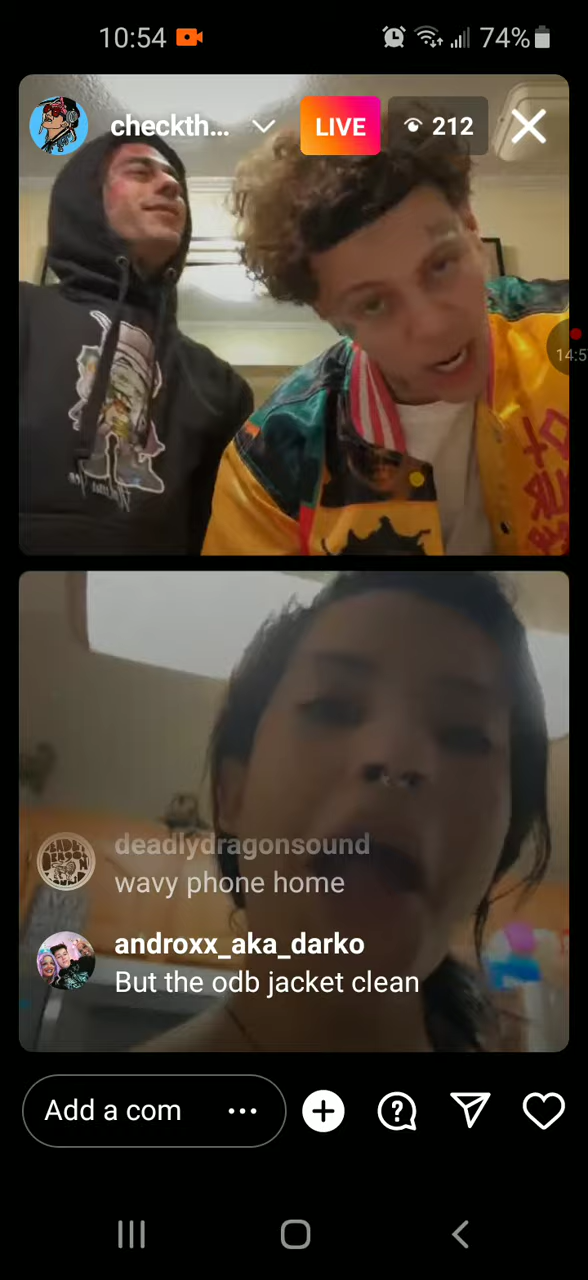 10:54
74%
checkth...
LIVE
212
14:5
deadlydragonsound
wavy phone home
androxx_aka_darko
But the odb jacket clean
Add a com